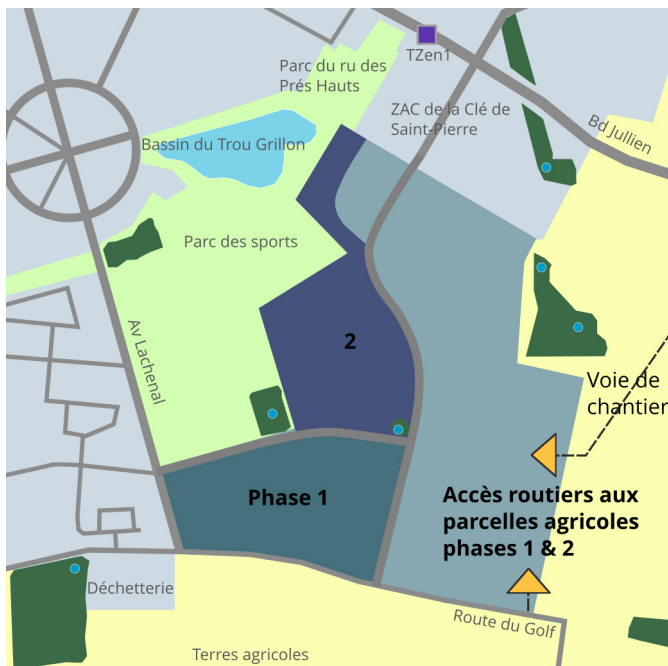 TZen1
Parc du ru des
Prés Hauts
ZAC de la Clé de
Saint-Pierre
Bd Jullien
Bassin du Trou Grillon
Parc des sports
Av Lachenal
2
Voie de
chantier
Phase 1
Accès routiers aux
parcelles agricoles
phases 1 & 2
Déchetterie
Route du Golf
Terres agricoles